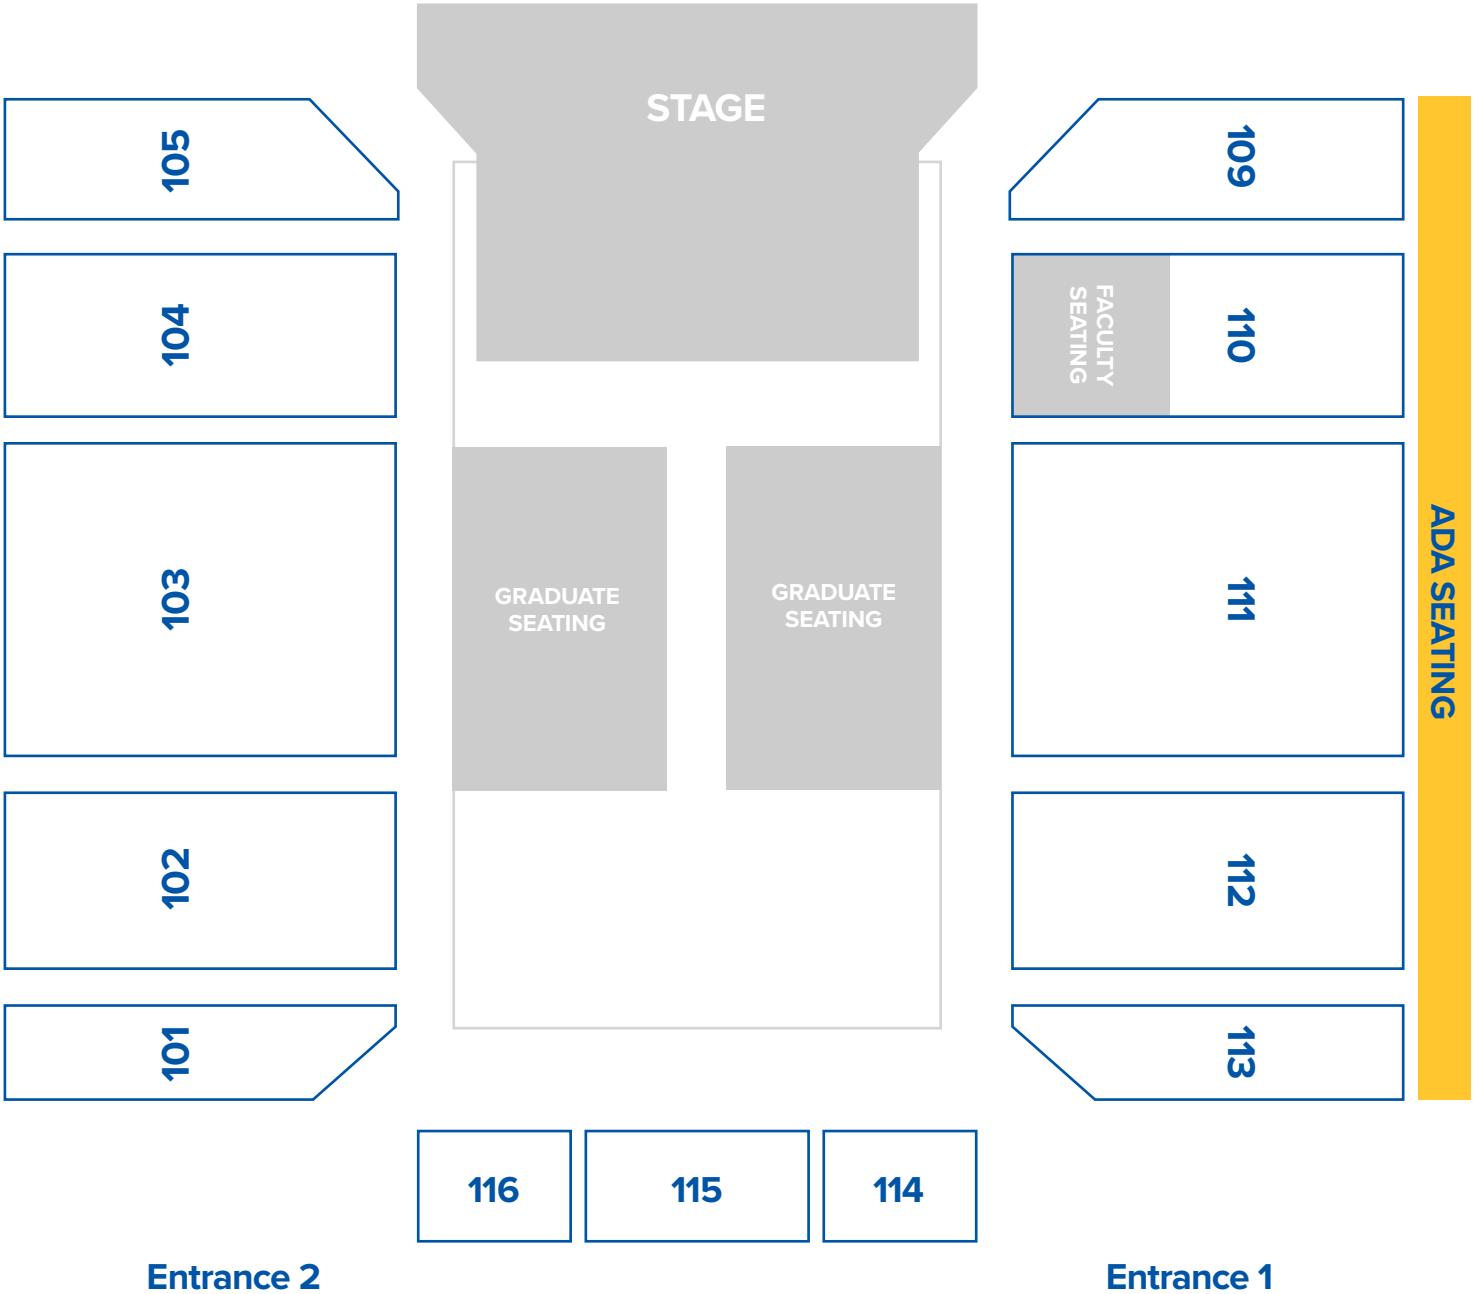 STAGE
105
109
104
FACULTY
SEATING
110
103
GRADUATE
SEATING
GRADUATE
SEATING
111
ADA SEATING
102
112
101
113
116
115
114
Entrance 2
Entrance 1